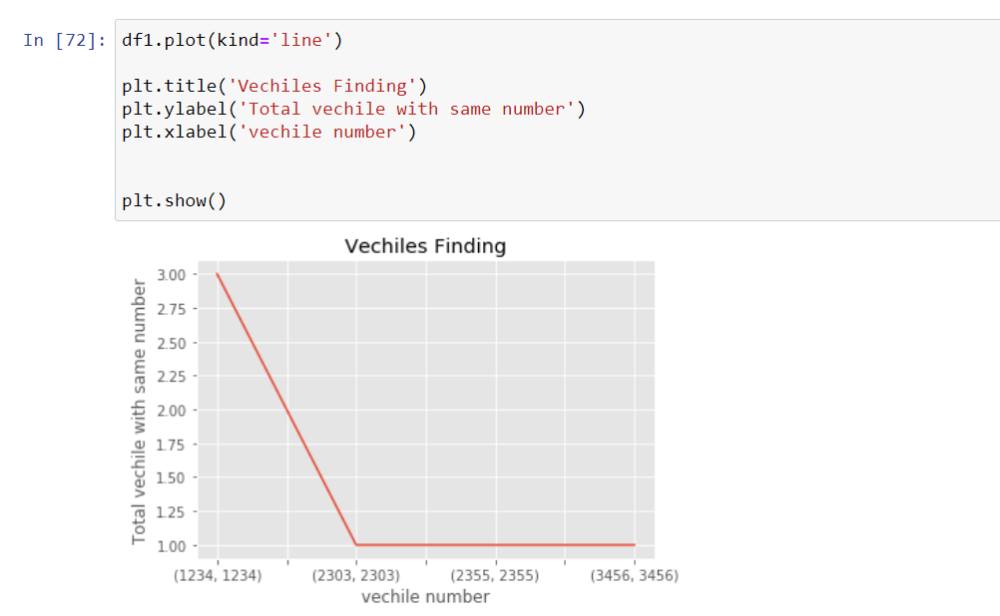 In [72]: df1.plot(kind='line')
plt.title('Vechiles Finding')
plt.ylabel('Total vechile with same number')
plt.xlabel('vechile number')
plt.show()
Vechiles Finding
Total vechile with same number
3.00
2.75
2.50
2.25
2.00
1.75
1.50
1.25
1.00
(1234, 1234) (2303, 2303) (2355, 2355) (3456, 3456)
vechile number